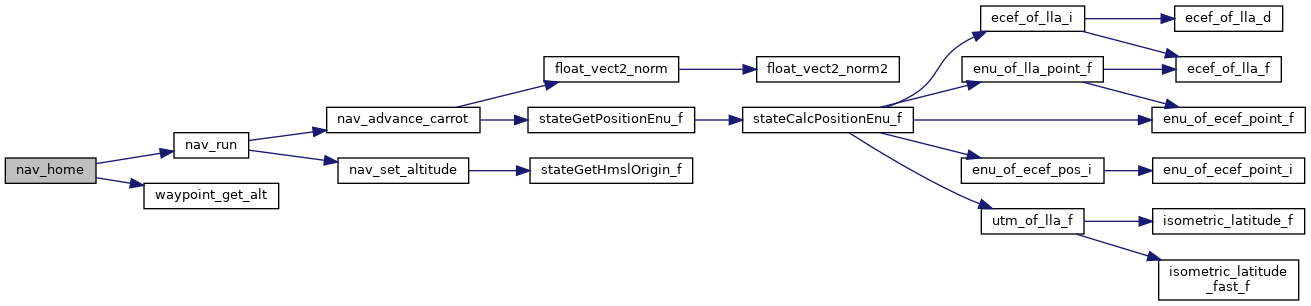 nav_home
nav_run
waypoint_get_alt
nav_advance_carrot
nav_set_altitude
float_vect2_norm
stateGetPositionEnu_f
stateGetHmslOrigin_f
float_vect2_norm2
stateCalcPositionEnu_f
ecef_of_lla_i
enu_of_lla_point_f
enu_of_ecef_pos_i
utm_of_lla_f
ecef_of_lla_d
ecef_of_lla_f
enu_of_ecef_point_f
enu_of_ecef_point_i
isometric_latitude_f
isometric_latitude
_fast_f